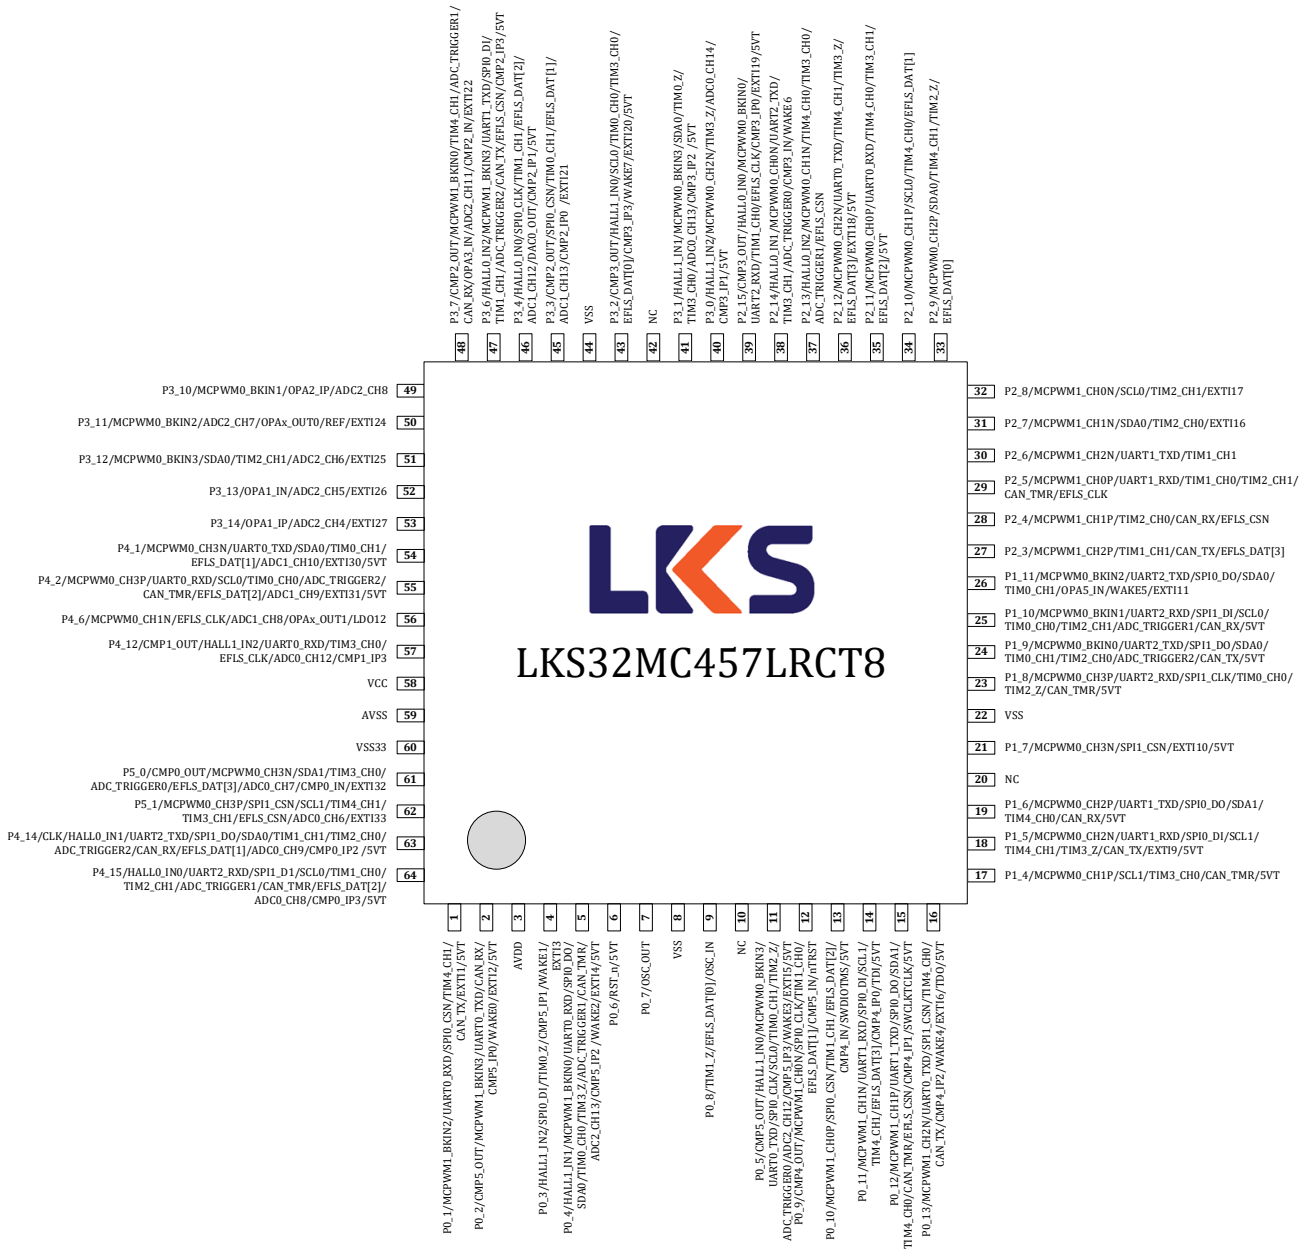 P3_7/CMP2_OUT/MCPWM1_BKIN0/TIM4_CH1/ADC_TRIGGER1/
CAN_RX/OPA3_IN/ADC2_CH11/CMP2_IN/EXTI22
P3_6/HALL0_IN2/MCPWM1_BKIN3/UART1_TXD/SPI0_DI/
TIM1_CH1/ADC_TRIGGER2/CAN_TX/EFLS_CSN/CMP2_IP3/5VT
P3_4/HALL0_IN0/SPI0_CLK/TIM1_CH1/EFLS_DAT[2]/
ADC1_CH12/DAC0_OUT/CMP2_IP1/5VT
P3_3/CMP2_OUT/SPI0_CSN/TIM0_CH1/EFLS_DAT[1]/
ADC1_CH13/CMP2_IP0 /EXTI21
VSS
P3_2/CMP3_OUT/HALL1_IN0/SCL0/TIM0_CH0/TIM3_CH0/
EFLS_DAT[0]/CMP3_IP3/WAKE7/EXTI20/5VT
NC
P3_1/HALL1_IN1/MCPWM0_BKIN3/SDA0/TIM0_Z/
TIM3_CH0/ADC0_CH13/CMP3_IP2 /5VT
P3_0/HALL1_IN2/MCPWM0_CH2N/TIM3_Z/ADC0_CH14/
CMP3_IP1/5VT
P2_15/CMP3_OUT/HALL0_IN0/MCPWM0_BKIN0/
UART2_RXD/TIM1_CH0/EFLS_CLK/CMP3_IP0/EXTI19/5VT
P2_14/HALL0_IN1/MCPWM0_CH0N/UART2_TXD/
TIM3_CH1/ADC_TRIGGER0/CMP3_IN/WAKE6
P2_13/HALL0_IN2/MCPWM0_CH1N/TIM4_CH0/TIM3_CH0/
ADC_TRIGGER1/EFLS_CSN
P2_12/MCPWM0_CH2N/UART0_TXD/TIM4_CH1/TIM3_Z/
EFLS_DAT[3]/EXTI18/5VT
P2_11/MCPWM0_CH0P/UART0_RXD/TIM4_CH0/TIM3_CH1/
EFLS_DAT[2]/5VT
P2_10/MCPWM0_CH1P/SCL0/TIM4_CH0/EFLS_DAT[1]
P2_9/MCPWM0_CH2P/SDA0/TIM4_CH1/TIM2_Z/
EFLS_DAT[0]
48 47 46 45 44 43 42 41 40 39 38 37 36 35 34 33
P3_10/MCPWM0_BKIN1/OPA2_IP/ADC2_CH8 49
P3_11/MCPWM0_BKIN2/ADC2_CH7/OPAx_OUT0/REF/EXTI24 50
P3_12/MCPWM0_BKIN3/SDA0/TIM2_CH1/ADC2_CH6/EXTI25 51
P3_13/OPA1_IN/ADC2_CH5/EXTI26 52
P3_14/OPA1_IP/ADC2_CH4/EXTI27 53
P4_1/MCPWM0_CH3N/UART0_TXD/SDA0/TIM0_CH1/
EFLS_DAT[1]/ADC1_CH10/EXTI30/5VT 54
P4_2/MCPWM0_CH3P/UART0_RXD/SCL0/TIM0_CH0/ADC_TRIGGER2/
CAN_TMR/EFLS_DAT[2]/ADC1_CH9/EXTI31/5VT 55
P4_6/MCPWM0_CH1N/EFLS_CLK/ADC1_CH8/OPAx_OUT1/LDO12 56
P4_12/CMP1_OUT/HALL1_IN2/UART0_RXD/TIM3_CH0/
EFLS_CLK/ADC0_CH12/CMP1_IP3 57
VCC 58
AVSS 59
VSS33 60
P5_0/CMP0_OUT/MCPWM0_CH3N/SDA1/TIM3_CH0/
ADC_TRIGGER0/EFLS_DAT[3]/ADC0_CH7/CMP0_IN/EXTI32 61
P5_1/MCPWM0_CH3P/SPI1_CSN/SCL1/TIM4_CH1/
TIM3_CH1/EFLS_CSN/ADC0_CH6/EXTI33 62
P4_14/CLK/HALL0_IN1/UART2_TXD/SPI1_DO/SDA0/TIM1_CH1/TIM2_CH0/
ADC_TRIGGER2/CAN_RX/EFLS_DAT[1]/ADC0_CH9/CMP0_IP2 /5VT 63
P4_15/HALL0_IN0/UART2_RXD/SPI1_D1/SCL0/TIM1_CH0/
TIM2_CH1/ADC_TRIGGER1/CAN_TMR/EFLS_DAT[2]/
ADC0_CH8/CMP0_IP3/5VT 64
LKS
LKS32MC457LRCT8
32 P2_8/MCPWM1_CH0N/SCL0/TIM2_CH1/EXTI17
31 P2_7/MCPWM1_CH1N/SDA0/TIM2_CH0/EXTI16
30 P2_6/MCPWM1_CH2N/UART1_TXD/TIM1_CH1
29 P2_5/MCPWM1_CH0P/UART1_RXD/TIM1_CH0/TIM2_CH1/
CAN_TMR/EFLS_CLK
28 P2_4/MCPWM1_CH1P/TIM2_CH0/CAN_RX/EFLS_CSN
27 P2_3/MCPWM1_CH2P/TIM1_CH1/CAN_TX/EFLS_DAT[3]
26 P1_11/MCPWM0_BKIN2/UART2_TXD/SPI0_DO/SDA0/
TIM0_CH1/OPA5_IN/WAKE5/EXTI11
25 P1_10/MCPWM0_BKIN1/UART2_RXD/SPI1_DI/SCL0/
TIM0_CH0/TIM2_CH1/ADC_TRIGGER1/CAN_RX/5VT
24 P1_9/MCPWM0_BKIN0/UART2_TXD/SPI1_DO/SDA0/
TIM0_CH1/TIM2_CH0/ADC_TRIGGER2/CAN_TX/5VT
23 P1_8/MCPWM0_CH3P/UART2_RXD/SPI1_CLK/TIM0_CH0/
TIM2_Z/CAN_TMR/5VT
22 VSS
21 P1_7/MCPWM0_CH3N/SPI1_CSN/EXTI10/5VT
20 NC
19 P1_6/MCPWM0_CH2P/UART1_TXD/SPI0_DO/SDA1/
TIM4_CH0/CAN_RX/5VT
18 P1_5/MCPWM0_CH2N/UART1_RXD/SPI0_DI/SCL1/
TIM4_CH1/TIM3_Z/CAN_TX/EXTI9/5VT
17 P1_4/MCPWM0_CH1P/SCL1/TIM3_CH0/CAN_TMR/5VT
1 2 3 4 5 6 7 8 9 10 11 12 13 14 15 16
P0_1/MCPWM1_BKIN2/UART0_RXD/SPI0_CSN/TIM4_CH1/
CAN_TX/EXTI1/5VT
P0_2/CMP5_OUT/MCPWM1_BKIN3/UART0_TXD/CAN_RX/
CMP5_IP0/WAKE0/EXTI2/5VT
AVDD
P0_3/HALL1_IN2/SPI0_DI/TIM0_Z/CMP5_IP1/WAKE1/
EXTI3
P0_4/HALL1_IN1/MCPWM1_BKIN0/UART0_RXD/SPI0_DO/
SDA0/TIM0_CH0/TIM3_Z/ADC_TRIGGER1/CAN_TMR/
ADC2_CH13/CMP5_IP2 /WAKE2/EXTI4/5VT
P0_6/RST_n/5VT
P0_7/OSC_OUT
VSS
P0_8/TIM1_Z/EFLS_DAT[0]/OSC_IN
NC
P0_5/CMP5_OUT/HALL1_IN0/MCPWM0_BKIN3/
UART0_TXD/SPI0_CLK/SCL0/TIM0_CH1/TIM2_Z/
ADC_TRIGGER0/ADC2_CH12/CMP5_IP3/WAKE3/EXTI5/5VT
P0_9/CMP4_OUT/MCPWM1_CH0N/SPI0_CLK/TIM1_CH0/
EFLS_DAT[1]/CMP5_IN/nTRST
P0_10/MCPWM1_CH0P/SPI0_CSN/TIM1_CH1/EFLS_DAT[2]/
CMP4_IN/SWDIOTMS/5VT
P0_11/MCPWM1_CH1N/UART1_RXD/SPI0_DI/SCL1/
TIM4_CH1/EFLS_DAT[3]/CMP4_IP0/TDI/5VT
P0_12/MCPWM1_CH1P/UART1_TXD/SPI0_DO/SDA1/
TIM4_CH0/CAN_TMR/EFLS_CSN/CMP4_IP1/SWCLKTCLK/5VT
P0_13/MCPWM1_CH2N/UART0_TXD/SPI1_CSN/TIM4_CH0/
CAN_TX/CMP4_IP2/WAKE4/EXTI6/TDO/5VT